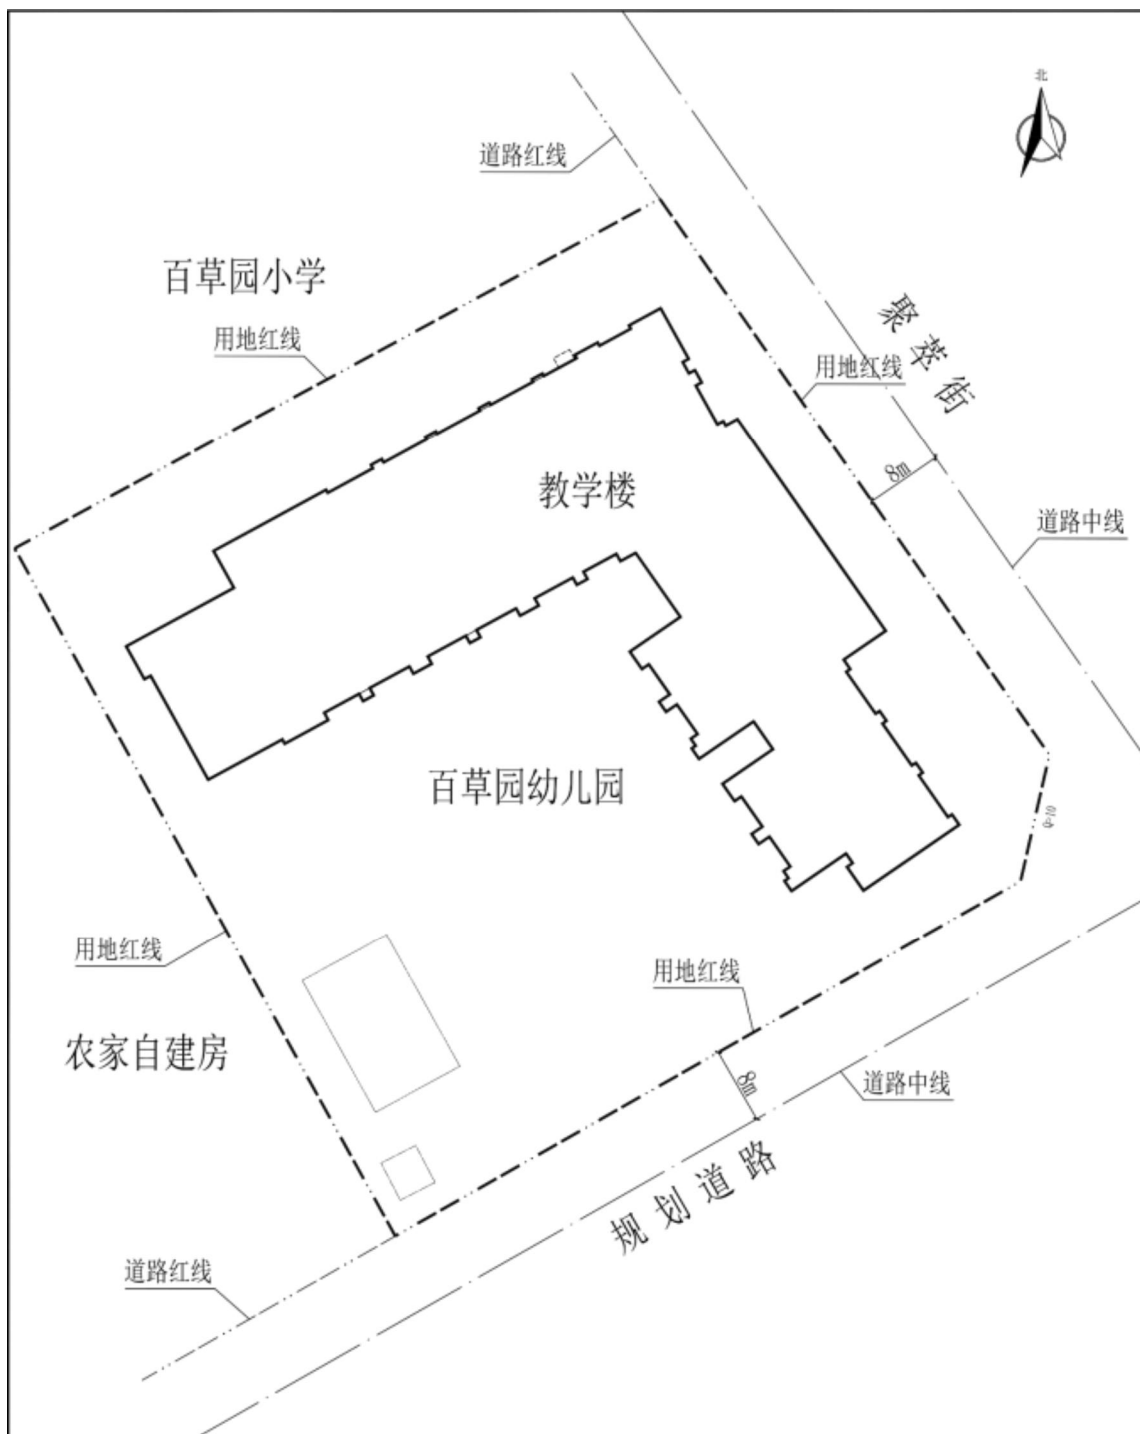 北
道路红线
百草园小学
用地红线
聚萃街
用地红线
8m
教学楼
道路中线
百草园幼儿园
用地红线
用地红线
农家自建房
8m
道路中线
规划道路
道路红线